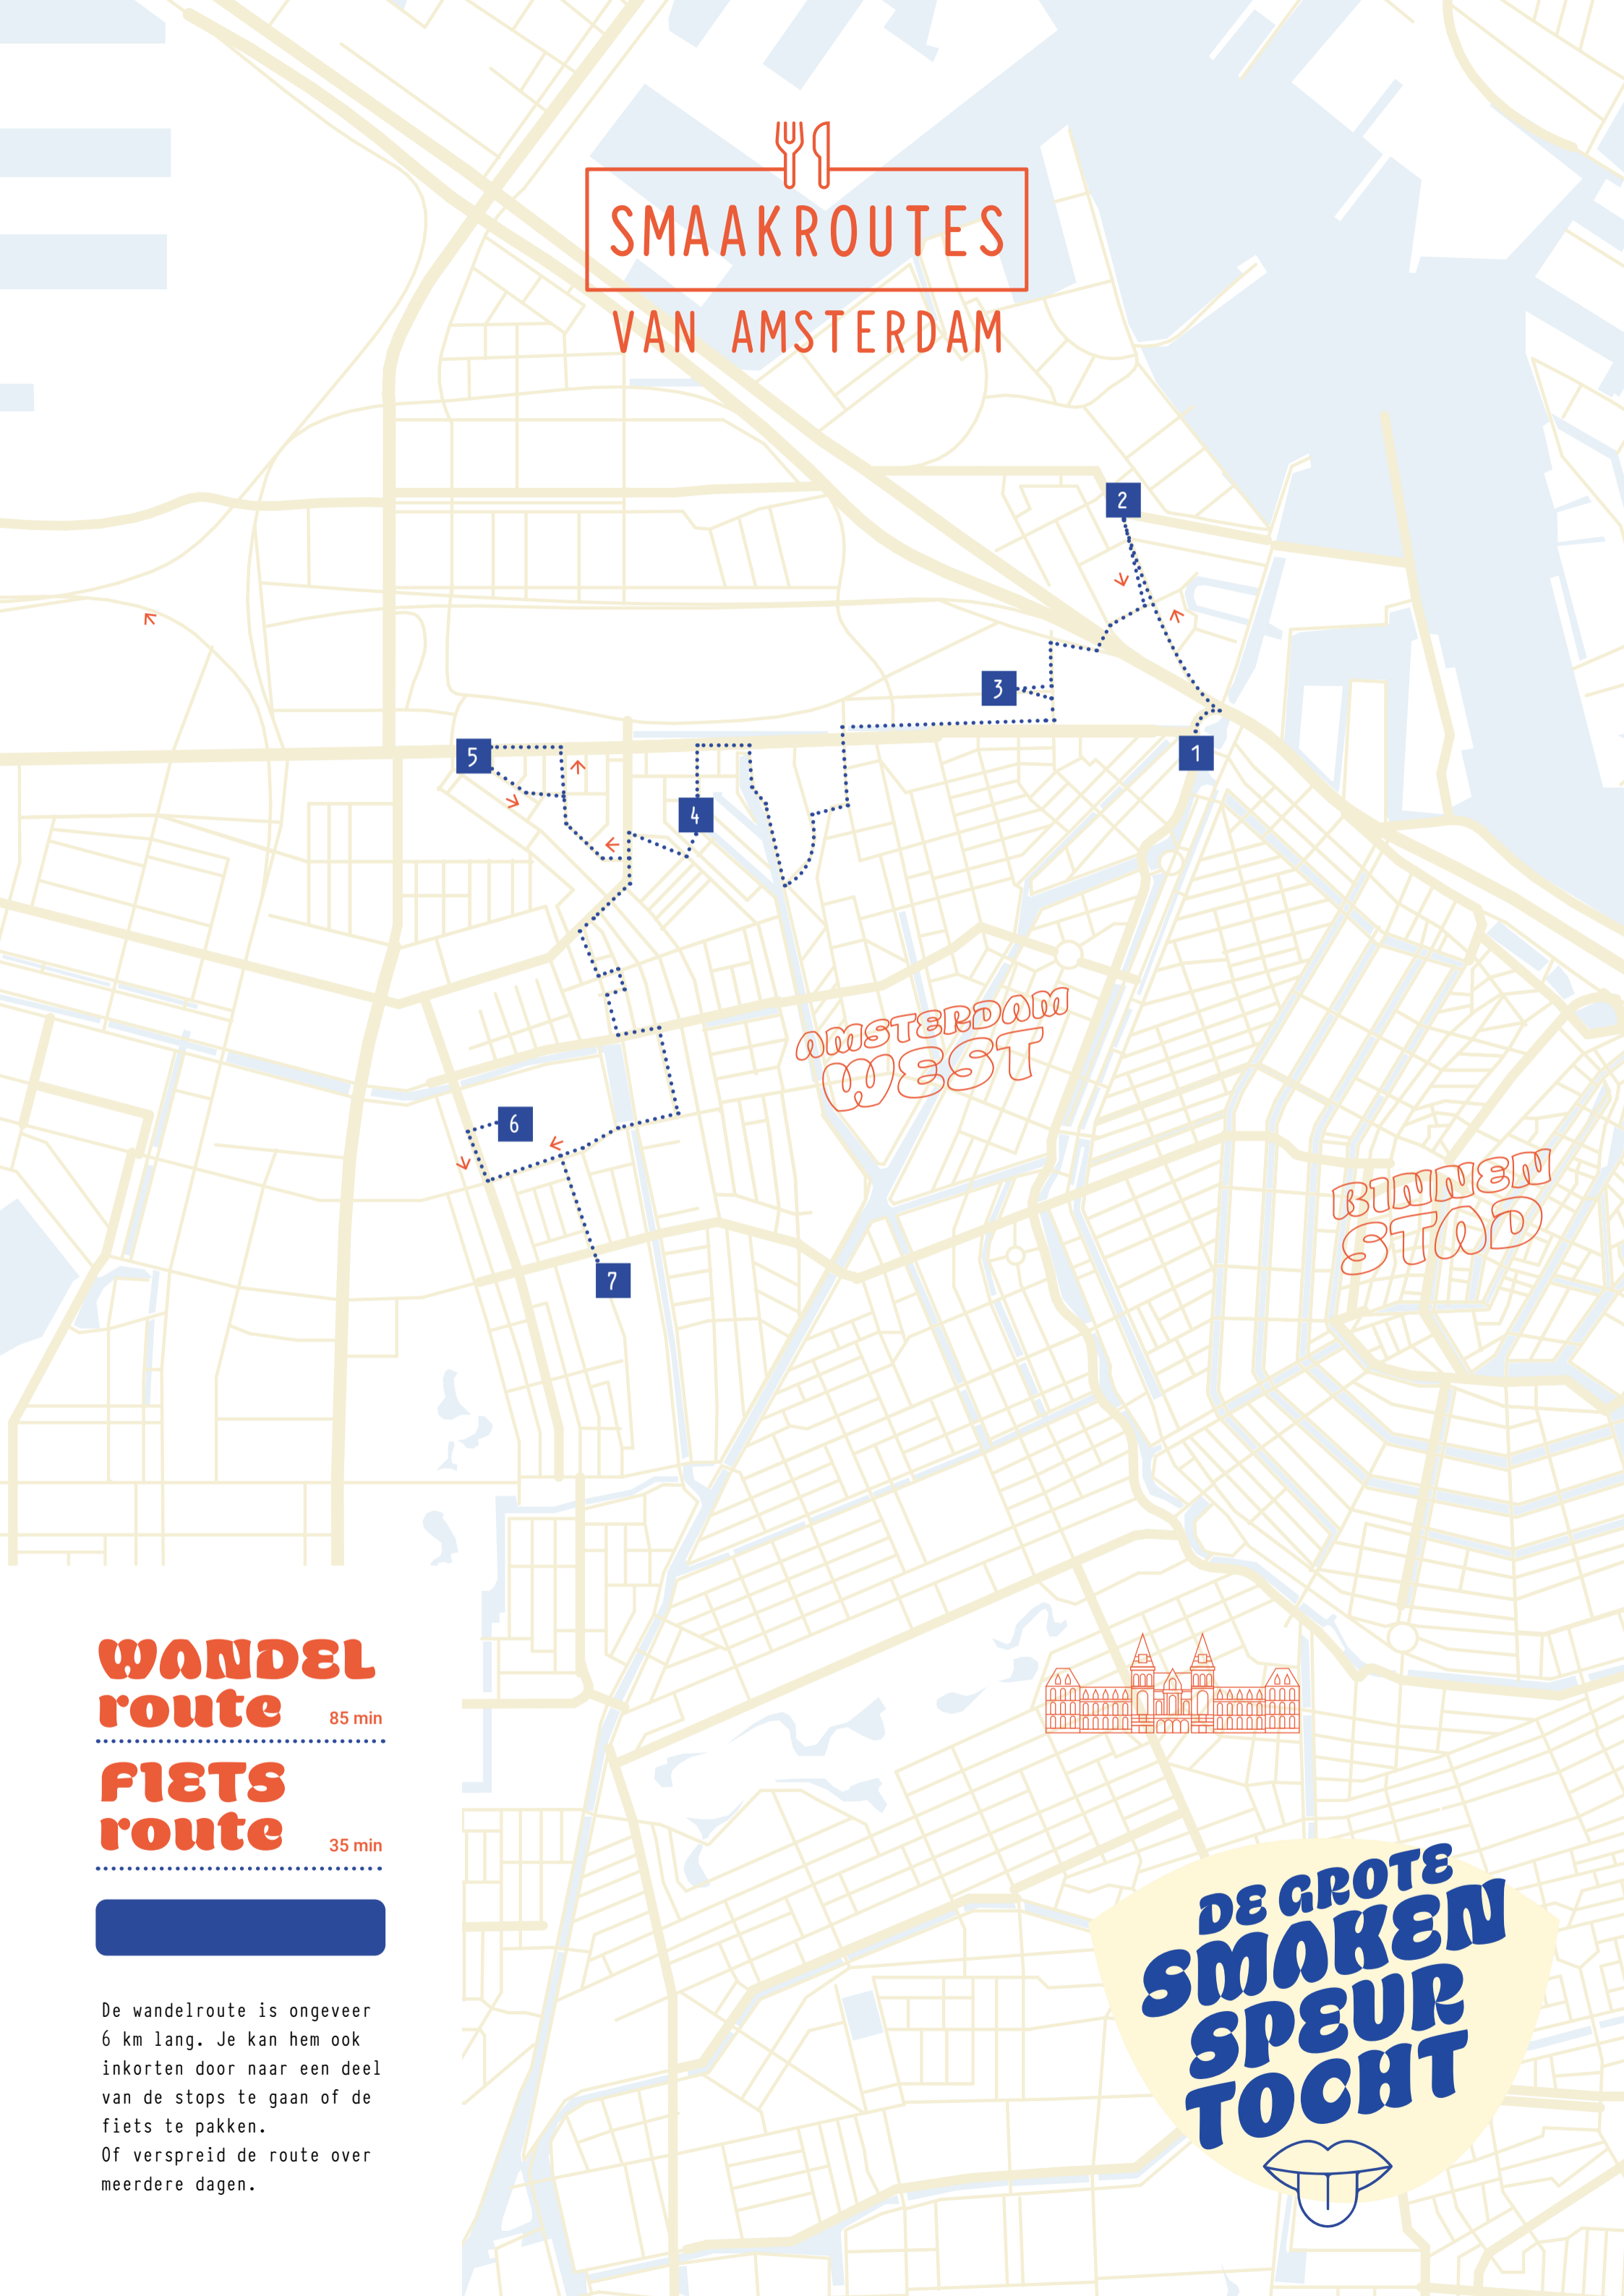 SMAAKROUTES
VAN AMSTERDAM
2
3
1
5
4
AMSTERDAM
WEST
6
BINNEN
STAD
7
WANDEL
route
85 min
FIETS
route
35 min
De wandelroute is ongeveer
6 km lang. Je kan hem ook
inkorten door naar een deel
van de stops te gaan of de
fiets te pakken.
Of verspreid de route over
meerdere dagen.
DE GROTE
SMAKEN
SPEUR
TOCHT